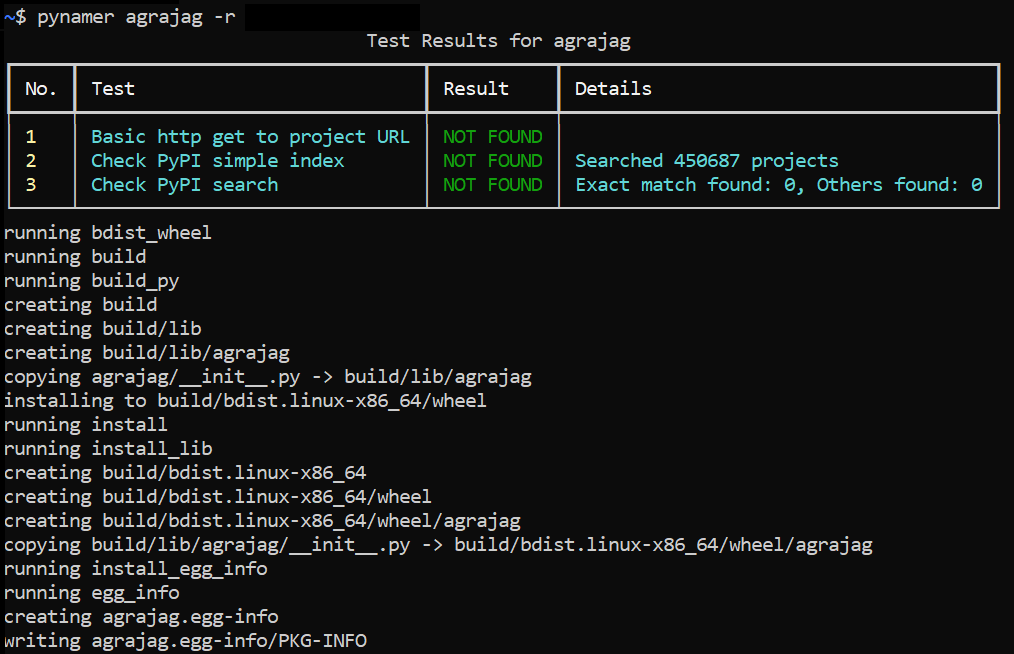 ~$ pynamer agrajag -r
Test Results for agrajag
No. Test Result Details
1 Basic http get to project URL NOT FOUND
2 Check PyPI simple index NOT FOUND Searched 450687 projects
3 Check PyPI search NOT FOUND Exact match found: 0, Others found: 0
running bdist_wheel
running build
running build_py
creating build
creating build/lib
creating build/lib/agrajag
copying agrajag/__init__.py -> build/lib/agrajag
installing to build/bdist.linux-x86_64/wheel
running install
running install_lib
creating build/bdist.linux-x86_64
creating build/bdist.linux-x86_64/wheel
creating build/bdist.linux-x86_64/wheel/agrajag
copying build/lib/agrajag/__init__.py -> build/bdist.linux-x86_64/wheel/agrajag
running install_egg_info
running egg_info
creating agrajag.egg-info
writing agrajag.egg-info/PKG-INFO